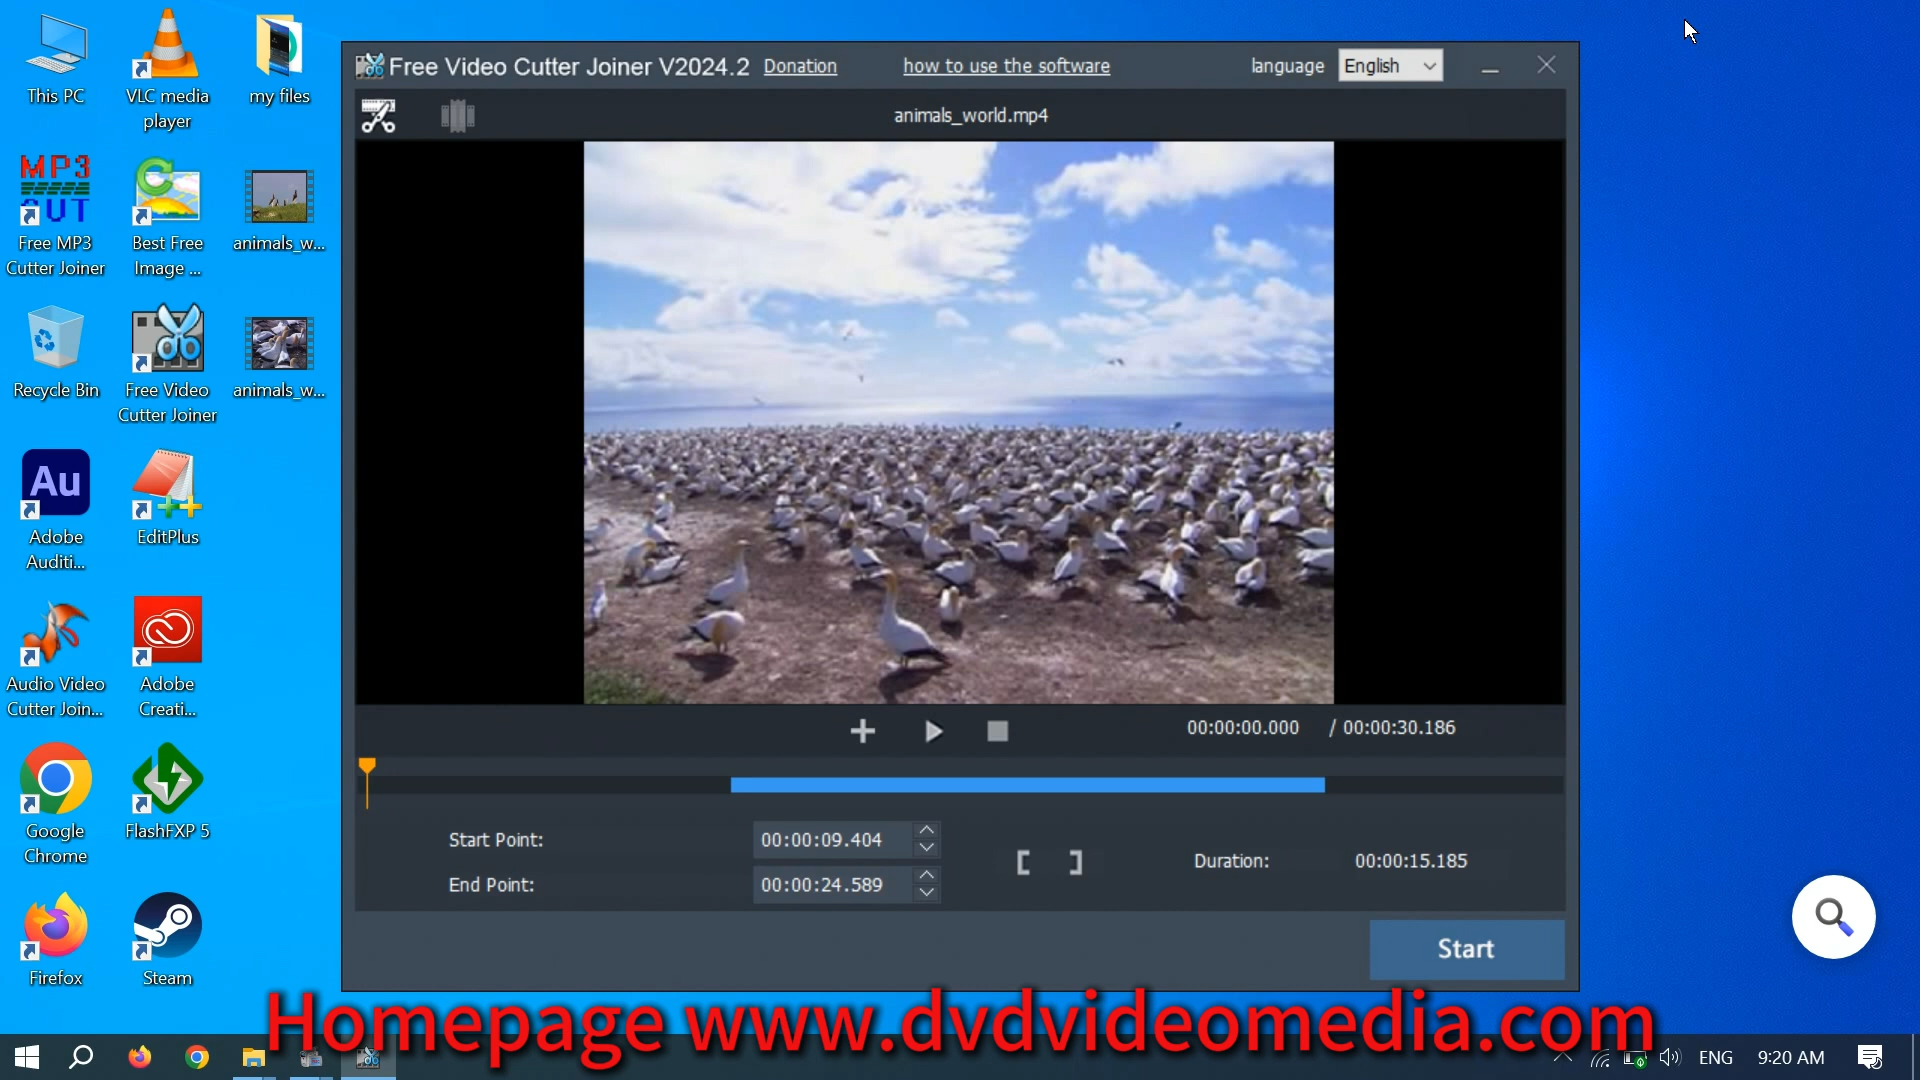 This PC
VLC media
player
my files
MP3
CUT
Free MP3
Cutter Joiner
Best Free
Image ...
animals_w...
Recycle Bin
Free Video
Cutter Joiner
animals_w...
Au
Adobe
Auditi...
EditPlus
Audio Video
Cutter Join...
Adobe
Creati...
Google
Chrome
FlashFXP 5
Firefox
Steam
Free Video Cutter Joiner V2024.2 Donation how to use the software language English
animals_world.mp4
00:00:00.000 / 00:00:30.186
Start Point: 00:00:09.404
End Point: 00:00:24.589
Duration: 00:00:15.185
Start
Homepage www.dvdvideomedia.com
ENG 9:20 AM